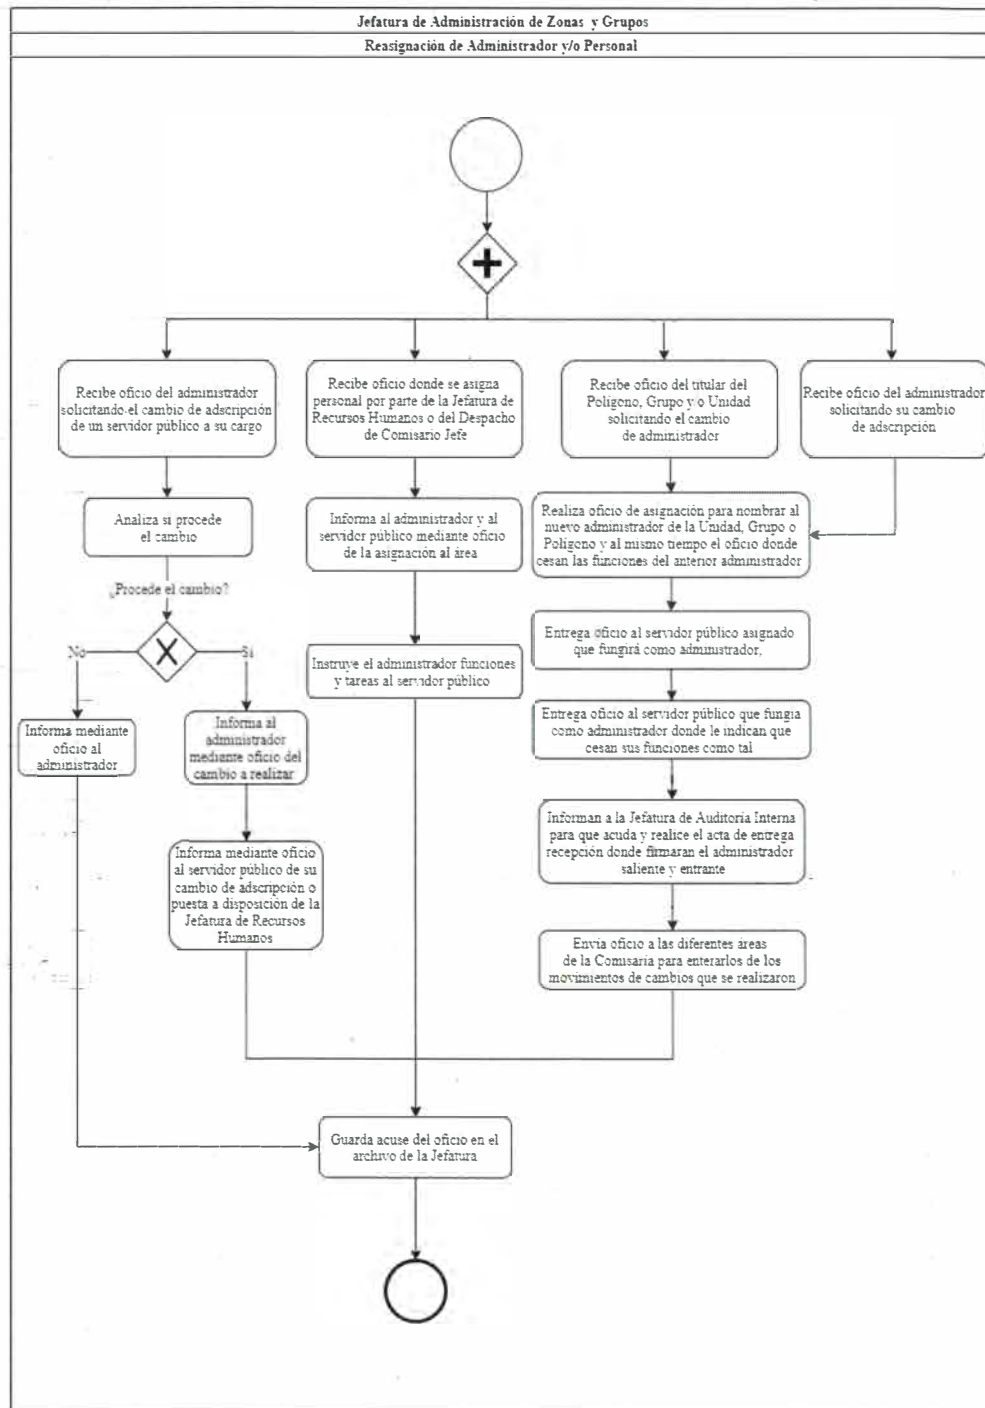 Jefatura de Administración de Zonas y Grupos
Reasignación de Administrador y/o Personal
Recibe oficio del administrador
solicitando el cambio de adscripción
de un servidor público a su cargo
Recibe oficio donde se asigna
personal por parte de la Jefatura de
Recursos Humanos o del Despacho
de Comisario Jefe
Recibe oficio del titular del
Polígono, Grupo y o Unidad
solicitando el cambio
de administrador
Recibe oficio del administrador
solicitando su cambio
de adscripción
Analiza si procede
el cambio
Informa al administrador y al
servidor público mediante oficio
de la asignación al área
Realiza oficio de asignación para nombrar al
nuevo administrador de la Unidad, Grupo o
Polígono y al mismo tiempo el oficio donde
cesan las funciones del anterior administrador
¿Procede el cambio?
No
Si
Entrega oficio al servidor público asignado
que fungirá como administrador.
Instruye el administrador funciones
y tareas al servidor público
Informa mediante
oficio al
administrador
Informa al
administrador
mediante oficio del
cambio a realizar
Entrega oficio al servidor público que fungía
como administrador donde le indican que
cesan sus funciones como tal
Informan a la Jefatura de Auditoría Interna
para que acuda y realice el acta de entrega
recepción donde firmaran el administrador
saliente y entrante
Informa mediante oficio
al servidor público de su
cambio de adscripción o
puesta a disposición de la
Jefatura de Recursos
Humanos
Envía oficio a las diferentes áreas
de la Comisaría para enterarlos de los
movimientos de cambios que se realizaron
Guarda acuse del oficio en el
archivo de la Jefatura